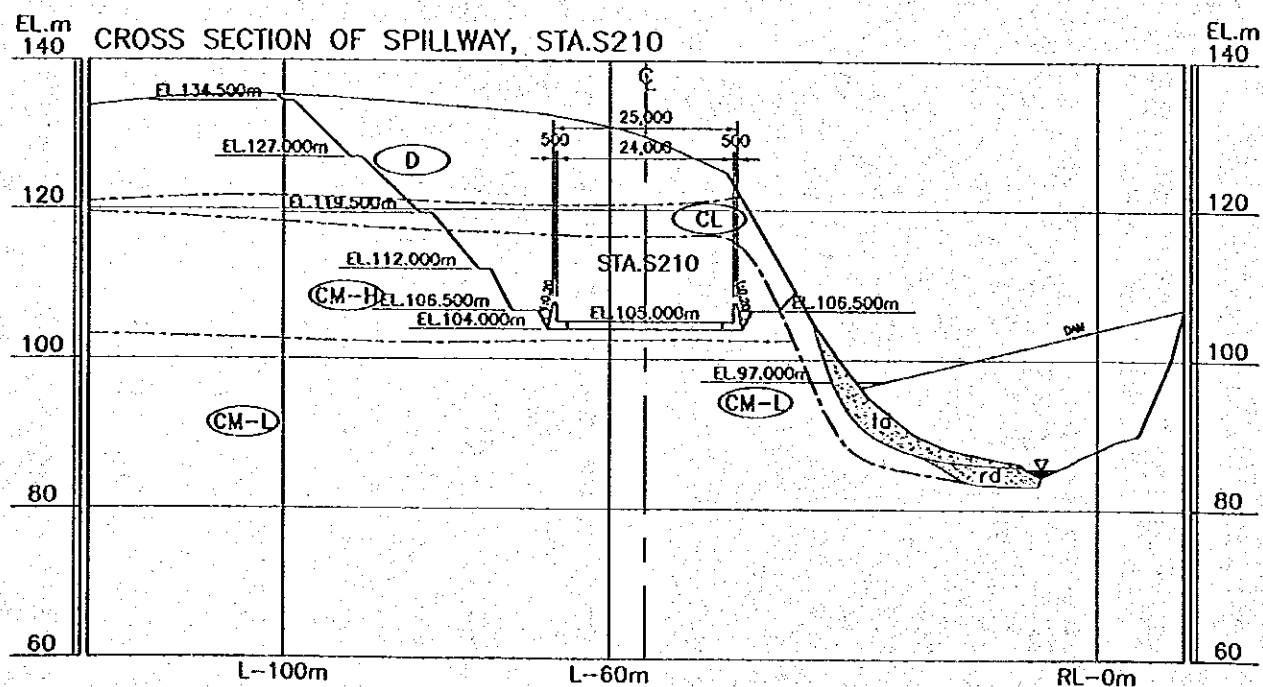 EL.m
EL.m
140 CROSS SECTION OF SPILLWAY, STA.S210
140
℄
EL.134.500m
25,000
500
500
24,000
EL.127.000m
D
120
EL.119.500m
CL
120
STA.S210
EL.112.000m
CM-H
EL.106.500m
EL.106.500m
EL.104.000m
EL.105.000m
DAM
100
100
EL.97.000m
CM-L
CM-L
rd
80
80
60
60
L-100m
L-60m
RL-0m